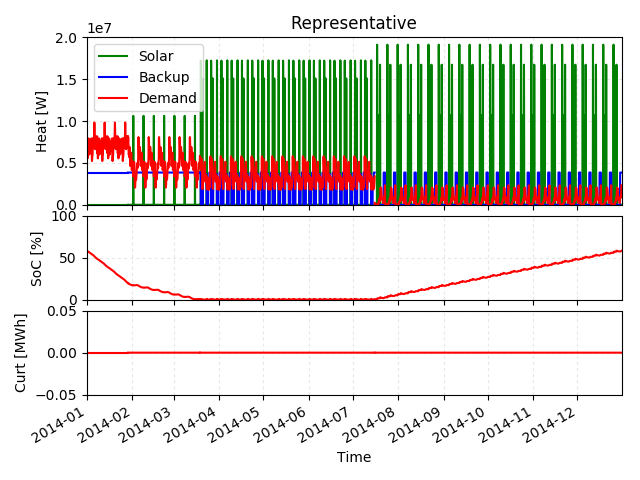 Representative
1e7
2.0
1.5
1.0
0.5
0.0
Heat [W]
Solar
Backup
Demand
100
50
0
SoC [%]
0.05
0.00
−0.05
Curt [MWh]
2014-01
2014-02
2014-03
2014-04
2014-05
2014-06
2014-07
2014-08
2014-09
2014-10
2014-11
2014-12
Time